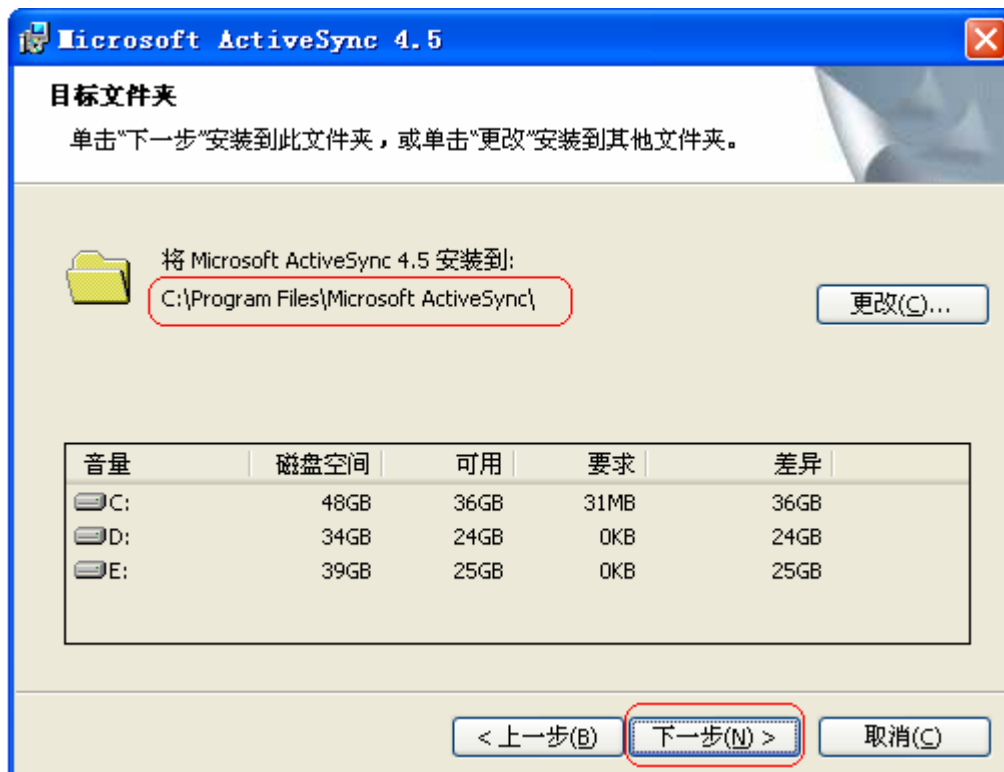 Microsoft ActiveSync 4.5
目标文件夹
单击"下一步"安装到此文件夹，或单击"更改"安装到其他文件夹。
将 Microsoft ActiveSync 4.5 安装到:
C:\Program Files\Microsoft ActiveSync\
更改(C)...
音量 磁盘空间 可用 要求 差异
C: 48GB 36GB 31MB 36GB
D: 34GB 24GB 0KB 24GB
E: 39GB 25GB 0KB 25GB
< 上一步(B) 下一步(N) > 取消(C)